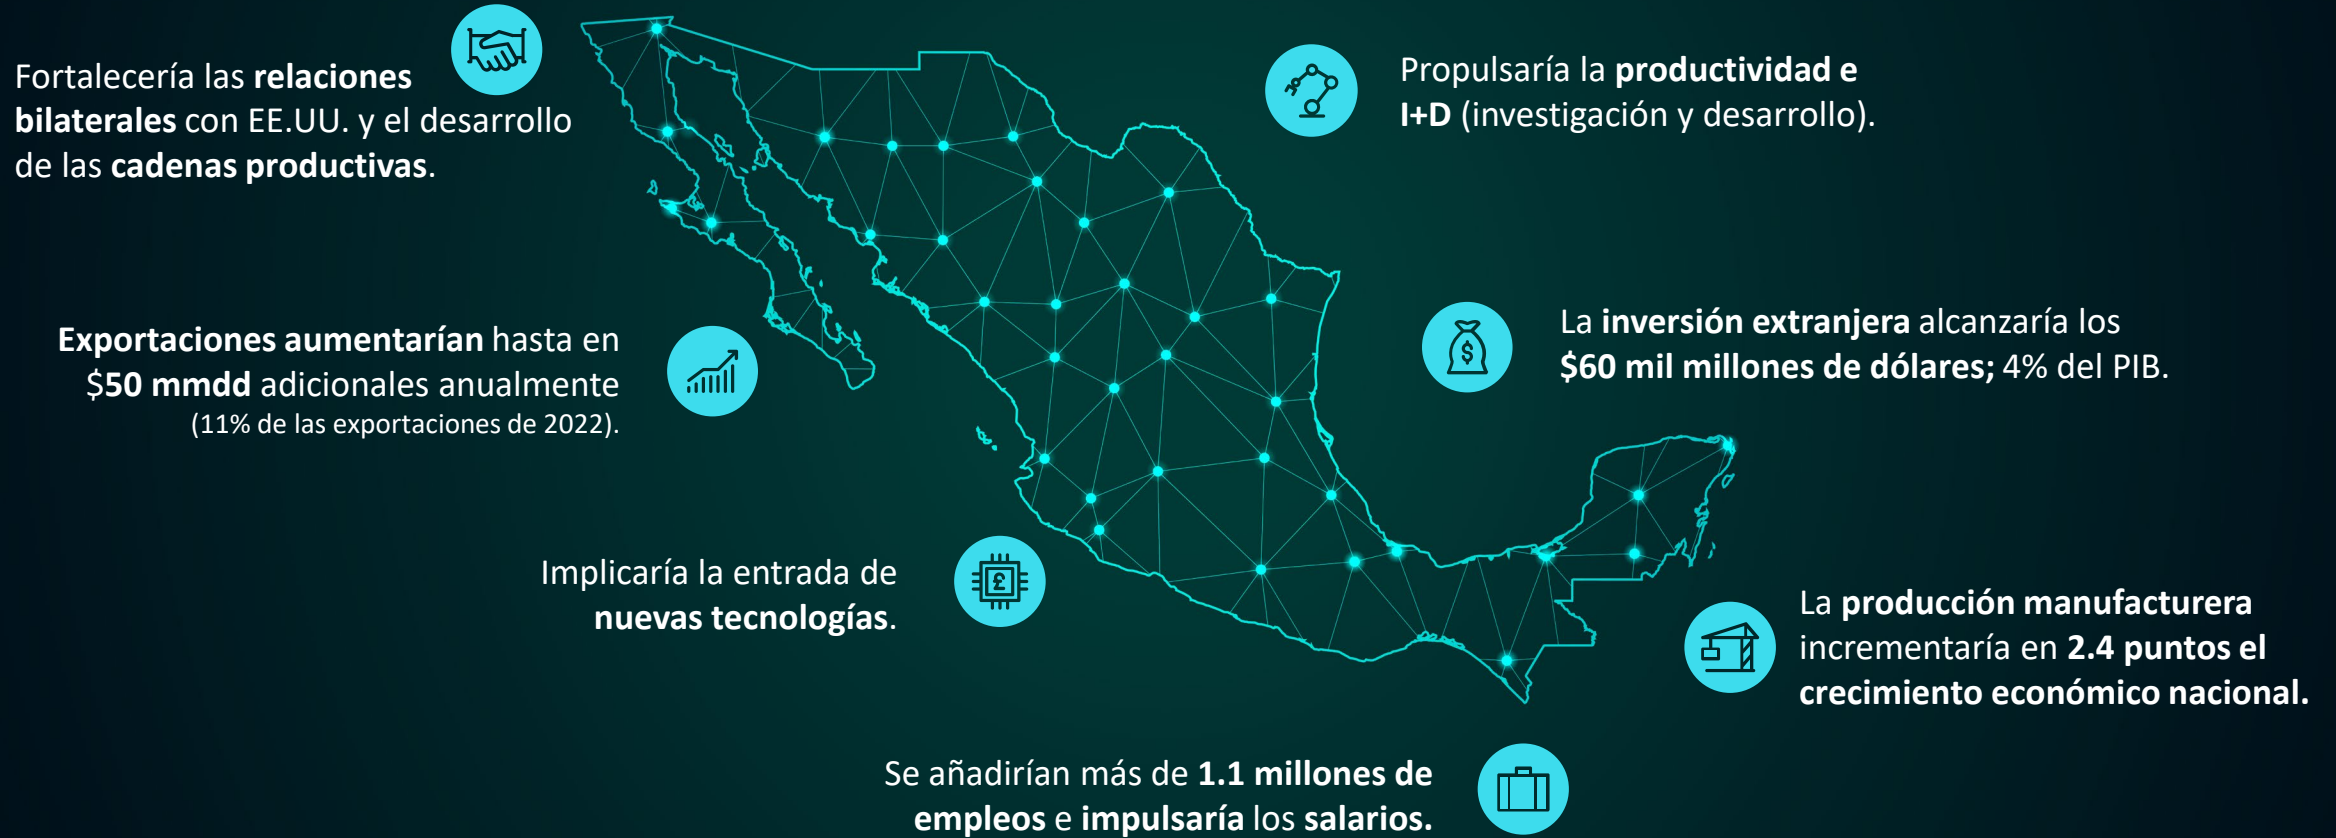 Fortalecería las relaciones
bilaterales con EE.UU. y el desarrollo
de las cadenas productivas.
Propulsaría la productividad e
I+D (investigación y desarrollo).
Exportaciones aumentarían hasta en
$50 mmdd adicionales anualmente
(11% de las exportaciones de 2022).
La inversión extranjera alcanzaría los
$60 mil millones de dólares; 4% del PIB.
Implicaría la entrada de
nuevas tecnologías.
La producción manufacturera
incrementaría en 2.4 puntos el
crecimiento económico nacional.
Se añadirían más de 1.1 millones de
empleos e impulsaría los salarios.